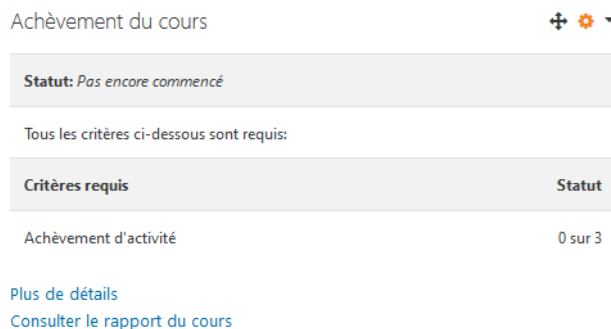 Achèvement du cours
Statut: Pas encore commencé
Tous les critères ci-dessous sont requis:
Critères requis Statut
Achèvement d'activité 0 sur 3
Plus de détails
Consulter le rapport du cours